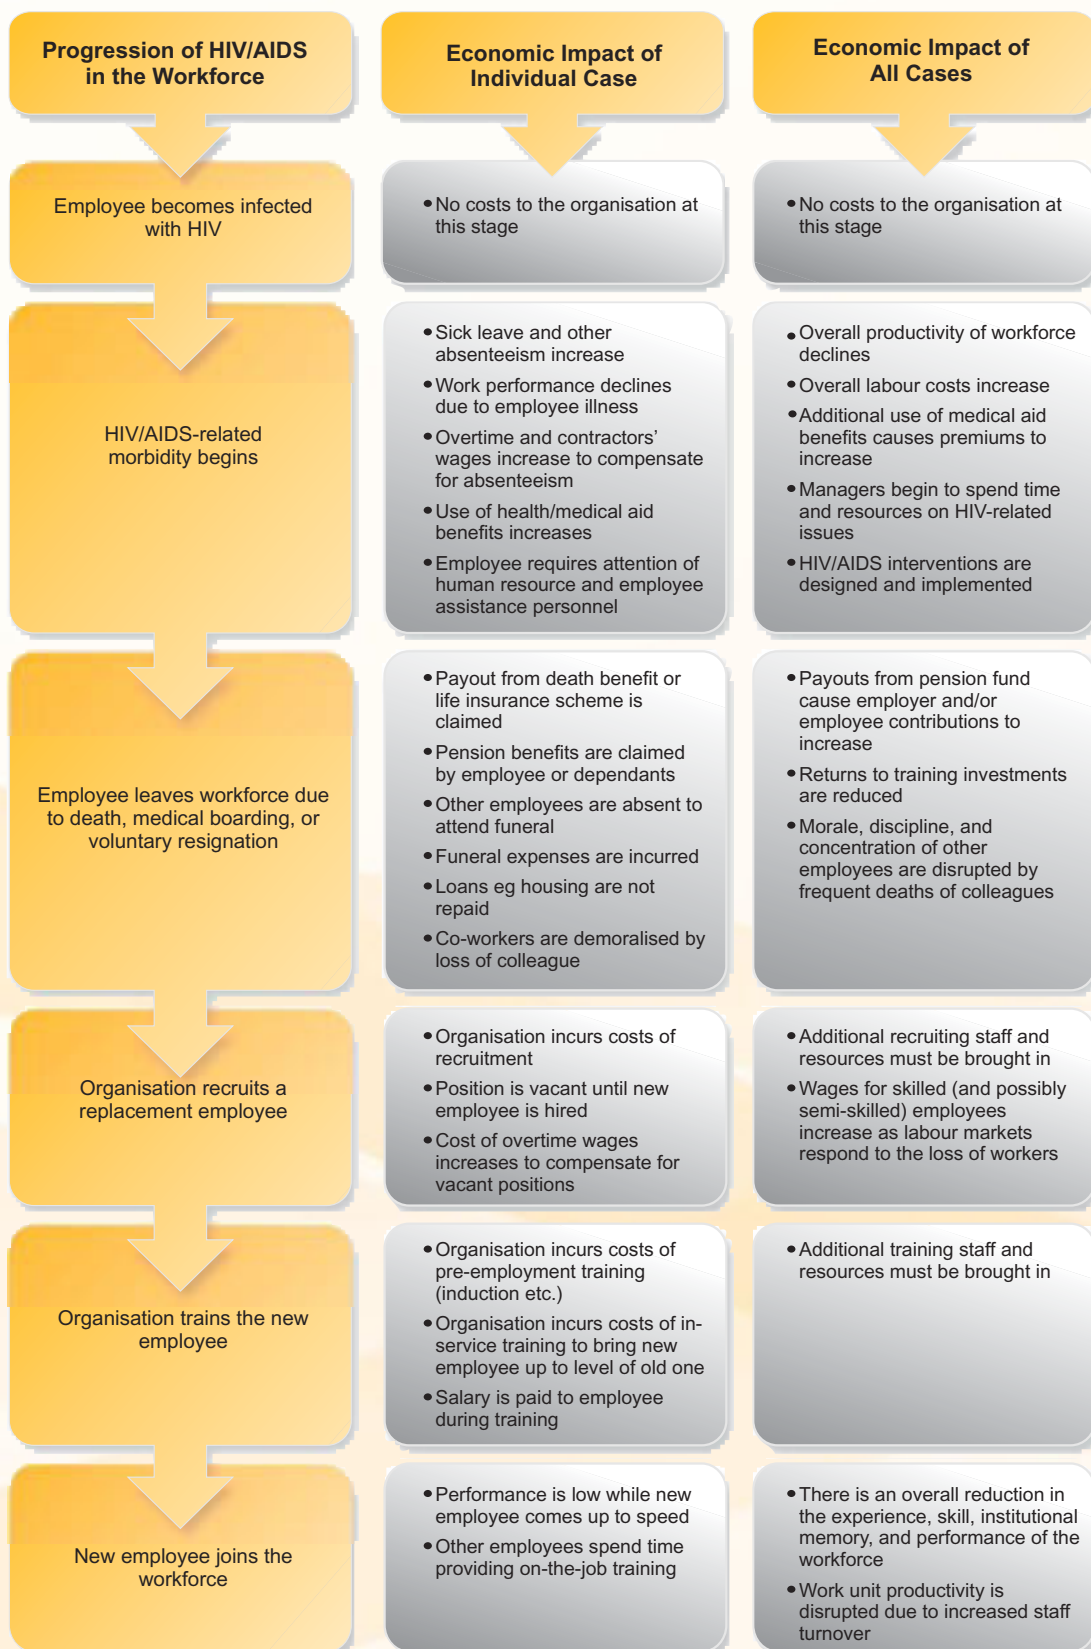 Progression of HIV/AIDS
in the Workforce
Economic Impact of
Individual Case
Economic Impact of
All Cases
Employee becomes infected
with HIV
• No costs to the organisation at
this stage
• No costs to the organisation at
this stage
HIV/AIDS-related
morbidity begins
• Sick leave and other
absenteeism increase
• Work performance declines
due to employee illness
• Overtime and contractors'
wages increase to compensate
for absenteeism
• Use of health/medical aid
benefits increases
• Employee requires attention of
human resource and employee
assistance personnel
• Overall productivity of workforce
declines
• Overall labour costs increase
• Additional use of medical aid
benefits causes premiums to
increase
• Managers begin to spend time
and resources on HIV-related
issues
• HIV/AIDS interventions are
designed and implemented
Employee leaves workforce due
to death, medical boarding, or
voluntary resignation
• Payout from death benefit or
life insurance scheme is
claimed
• Pension benefits are claimed
by employee or dependants
• Other employees are absent to
attend funeral
• Funeral expenses are incurred
• Loans eg housing are not
repaid
• Co-workers are demoralised by
loss of colleague
• Payouts from pension fund
cause employer and/or
employee contributions to
increase
• Returns to training investments
are reduced
• Morale, discipline, and
concentration of other
employees are disrupted by
frequent deaths of colleagues
Organisation recruits a
replacement employee
• Organisation incurs costs of
recruitment
• Position is vacant until new
employee is hired
• Cost of overtime wages
increases to compensate for
vacant positions
• Additional recruiting staff and
resources must be brought in
• Wages for skilled (and possibly
semi-skilled) employees
increase as labour markets
respond to the loss of workers
Organisation trains the new
employee
• Organisation incurs costs of
pre-employment training
(induction etc.)
• Organisation incurs costs of in-
service training to bring new
employee up to level of old one
• Salary is paid to employee
during training
• Additional training staff and
resources must be brought in
New employee joins the
workforce
• Performance is low while new
employee comes up to speed
• Other employees spend time
providing on-the-job training
• There is an overall reduction in
the experience, skill, institutional
memory, and performance of the
workforce
• Work unit productivity is
disrupted due to increased staff
turnover